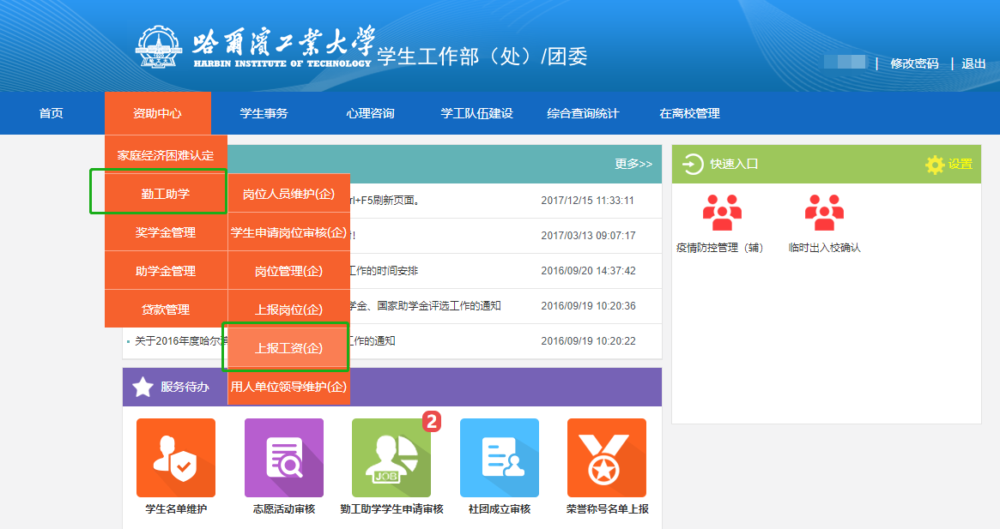 哈爾濱工業大学
HARBIN INSTITUTE OF TECHNOLOGY
学生工作部（处）/团委
修改密码 | 退出
首页 资助中心 学生事务 心理咨询 学工队伍建设 综合查询统计 在离校管理
家庭经济困难认定
更多>>
快速入口
设置
勤工助学
岗位人员维护(企)
rl+F5刷新页面。
2017/12/15 11:33:11
奖学金管理
学生申请岗位审核(企)
!
2017/03/13 09:07:17
疫情防控管理（辅）
临时出入校确认
助学金管理
岗位管理(企)
工作的时间安排
2016/09/20 14:37:42
贷款管理
上报岗位(企)
学金、国家助学金评选工作的通知
2016/09/19 10:20:36
关于2016年度哈尔滨
上报工资(企)
工作的通知
2016/09/19 10:20:22
服务待办
用人单位领导维护(企)
2
JOB
学生名单维护
志愿活动审核
勤工助学学生申请审核
社团成立审核
荣誉称号名单上报